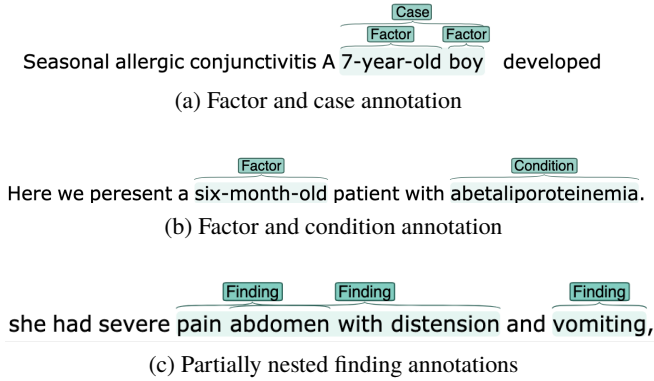 Case
Factor Factor
Seasonal allergic conjunctivitis A 7-year-old boy developed
(a) Factor and case annotation
Factor Condition
Here we peresent a six-month-old patient with abetaliporoteinemia.
(b) Factor and condition annotation
Finding Finding Finding
she had severe pain abdomen with distension and vomiting,
(c) Partially nested finding annotations